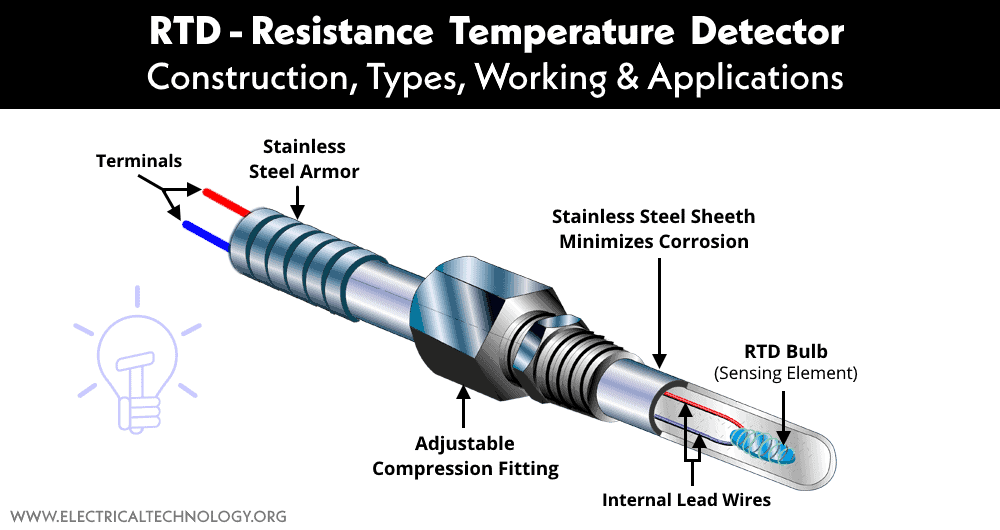 RTD - Resistance Temperature Detector
Construction, Types, Working & Applications
Terminals
Stainless
Steel Armor
Stainless Steel Sheeth
Minimizes Corrosion
RTD Bulb
(Sensing Element)
Adjustable
Compression Fitting
Internal Lead Wires
WWW.ELECTRICALTECHNOLOGY.ORG